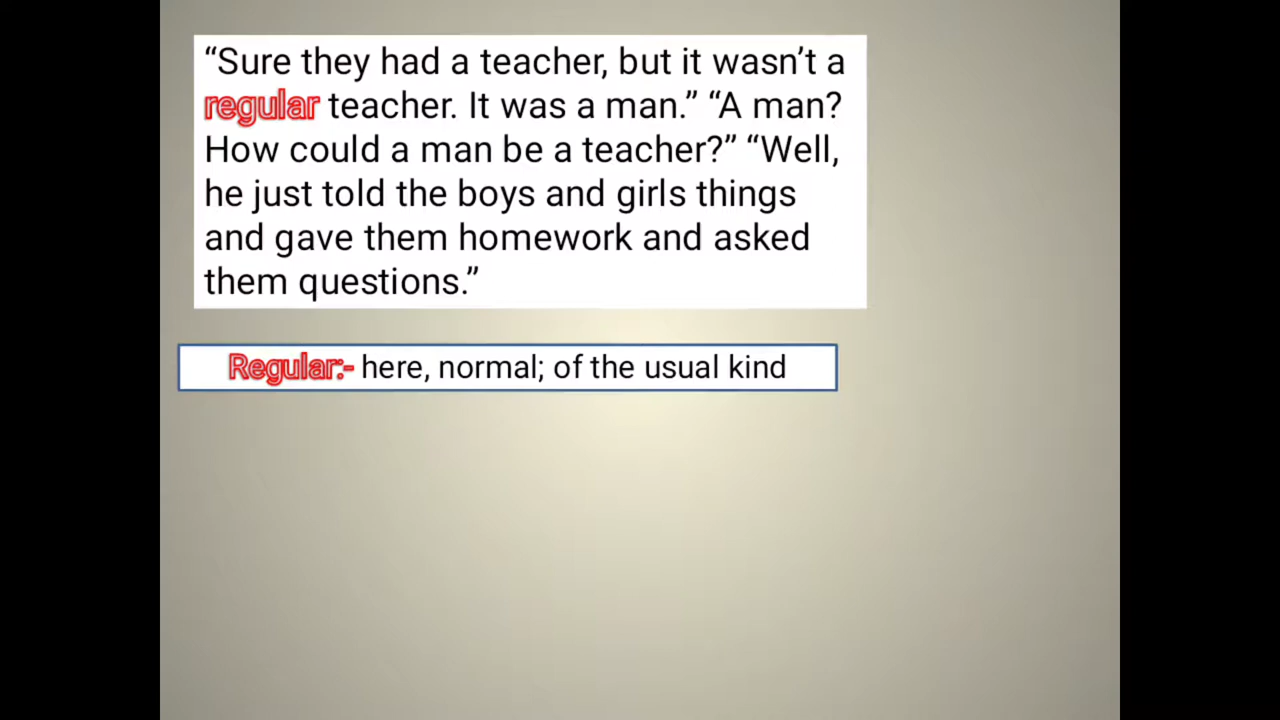 “Sure they had a teacher, but it wasn’t a
regular teacher. It was a man.” “A man?
How could a man be a teacher?” “Well,
he just told the boys and girls things
and gave them homework and asked
them questions.”
Regular:- here, normal; of the usual kind